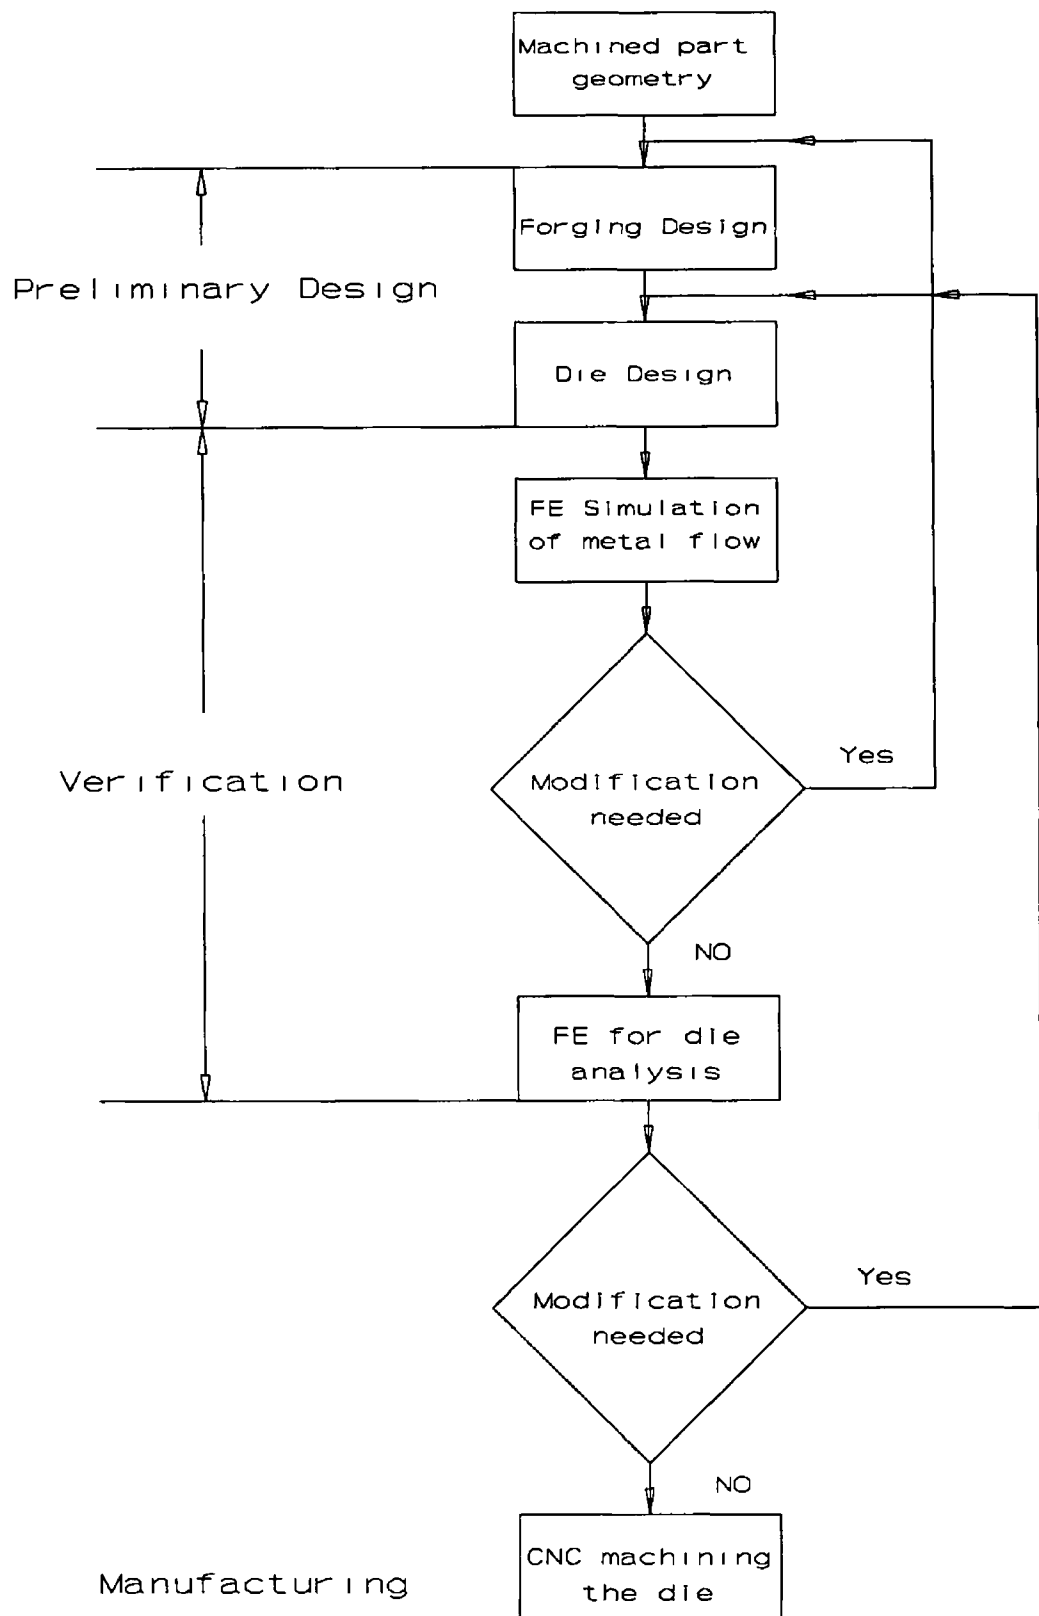 Machined part
geometry
Forging Design
Preliminary Design
Die Design
FE Simulation
of metal flow
Yes
Modification
needed
Verification
NO
FE for die
analysis
Yes
Modification
needed
NO
CNC machining
the die
Manufacturing